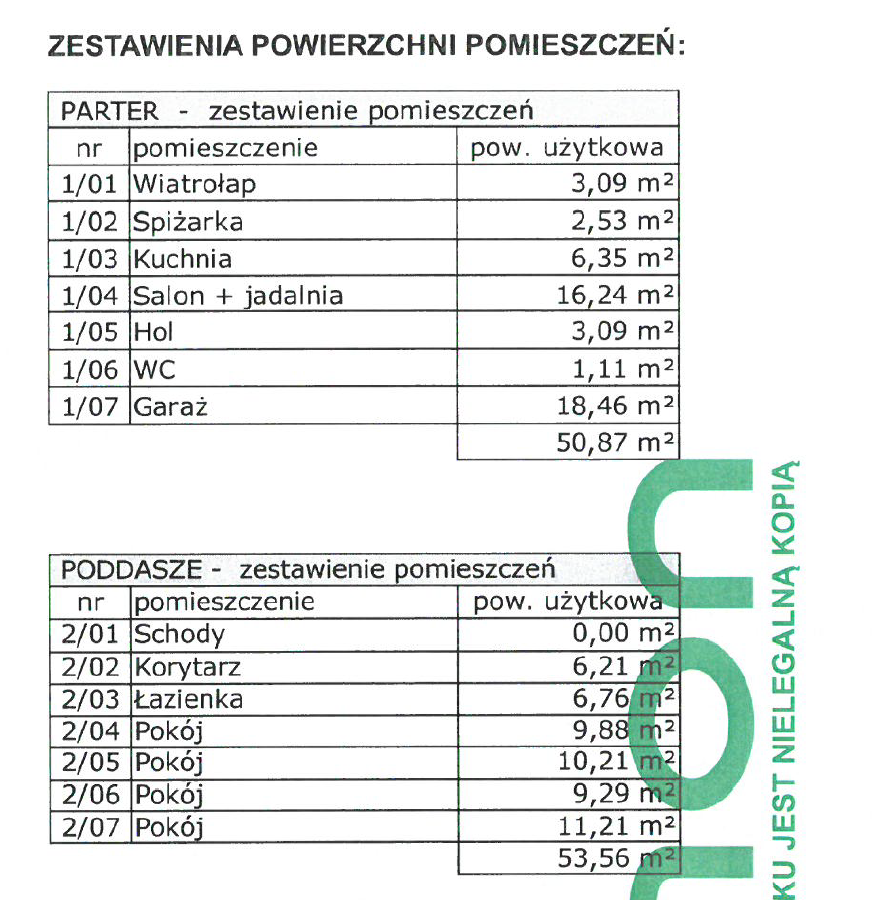 ZESTAWIENIA POWIERZCHNI POMIESZCZEŃ:
PARTER - zestawienie pomieszczeń
nr pomieszczenie pow. użytkowa
1/01 Wiatrołap 3,09 m²
1/02 Spiżarka 2,53 m²
1/03 Kuchnia 6,35 m²
1/04 Salon + jadalnia 16,24 m²
1/05 Hol 3,09 m²
1/06 WC 1,11 m²
1/07 Garaż 18,46 m²
50,87 m²
PODDASZE - zestawienie pomieszczeń
nr pomieszczenie pow. użytkowa
2/01 Schody 0,00 m²
2/02 Korytarz 6,21 m²
2/03 Łazienka 6,76 m²
2/04 Pokój 9,88 m²
2/05 Pokój 10,21 m²
2/06 Pokój 9,29 m²
2/07 Pokój 11,21 m²
53,56 m²
KU JEST NIELEGALNĄ KOPIĄ